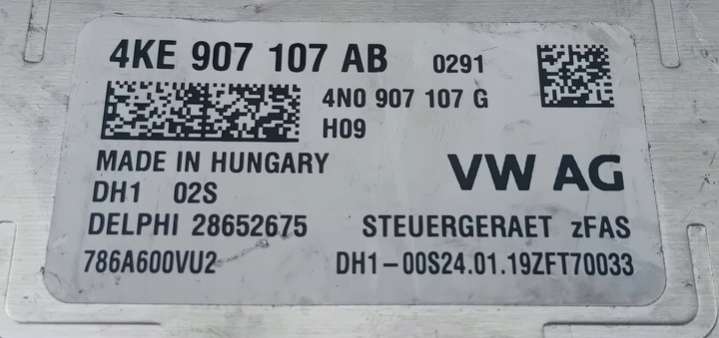 4KE 907 107 AB 0291
4N0 907 107 G
H09
MADE IN HUNGARY
VW AG
DH1 02S
DELPHI 28652675 STEUERGERAET zFAS
786A600VU2 DH1-00S24.01.19ZFT70033